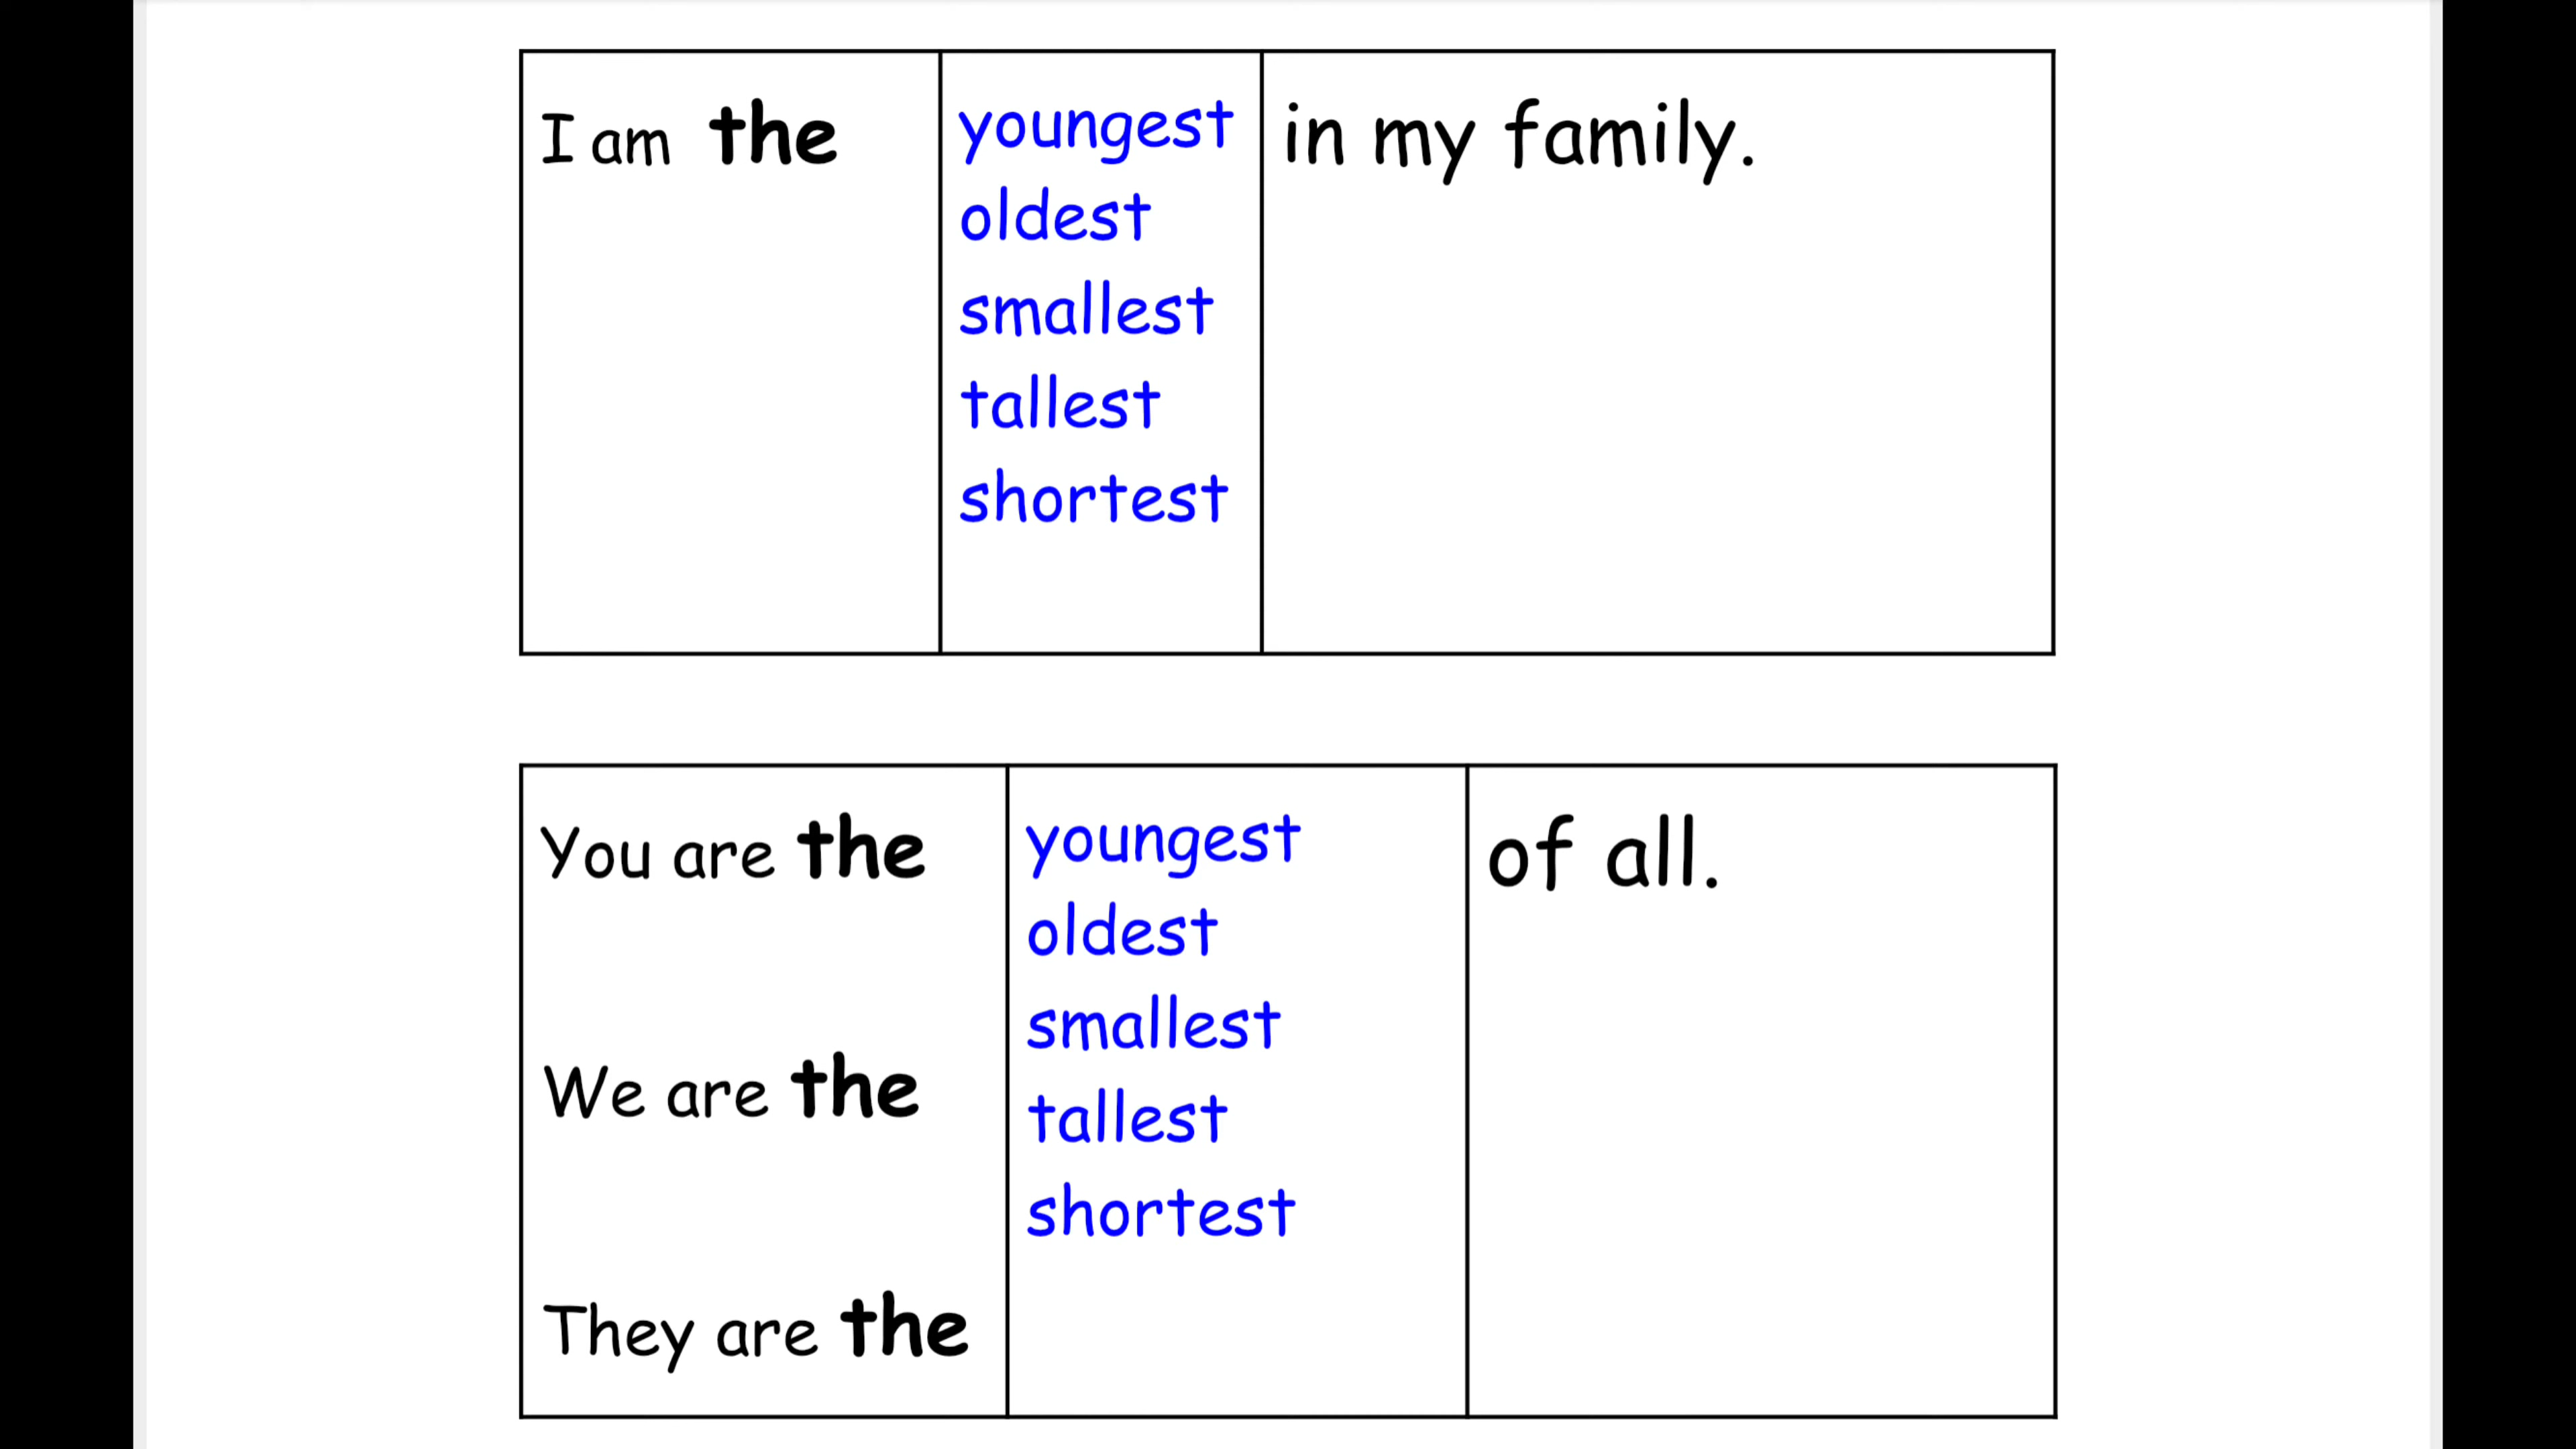 I am the youngest in my family.
oldest
smallest
tallest
shortest
You are the youngest of all.
oldest
smallest
We are the
tallest
shortest
They are the